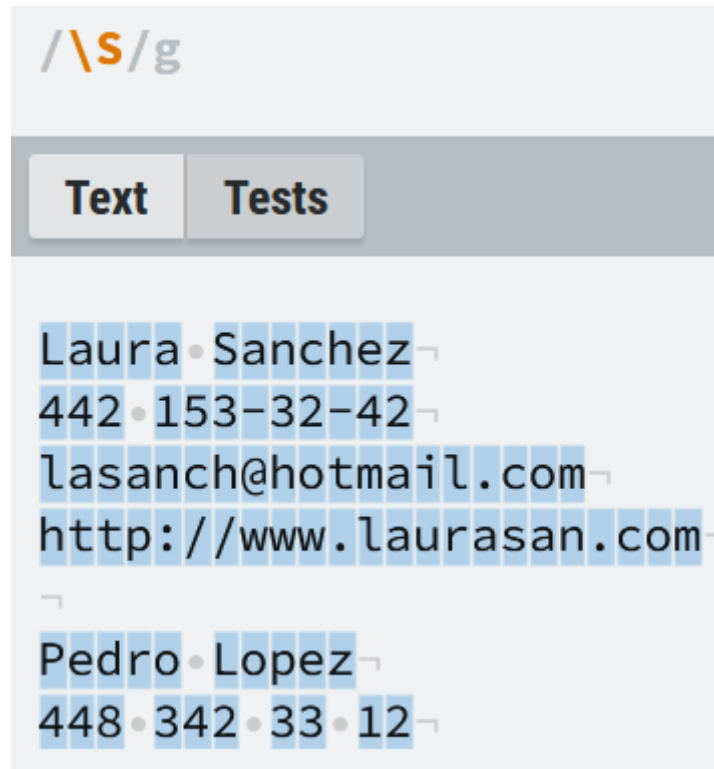 /\S/g
Text Tests
Laura Sanchez
442 153-32-42
lasanch@hotmail.com
http://www.laurasan.com
Pedro Lopez
448 342 33 12